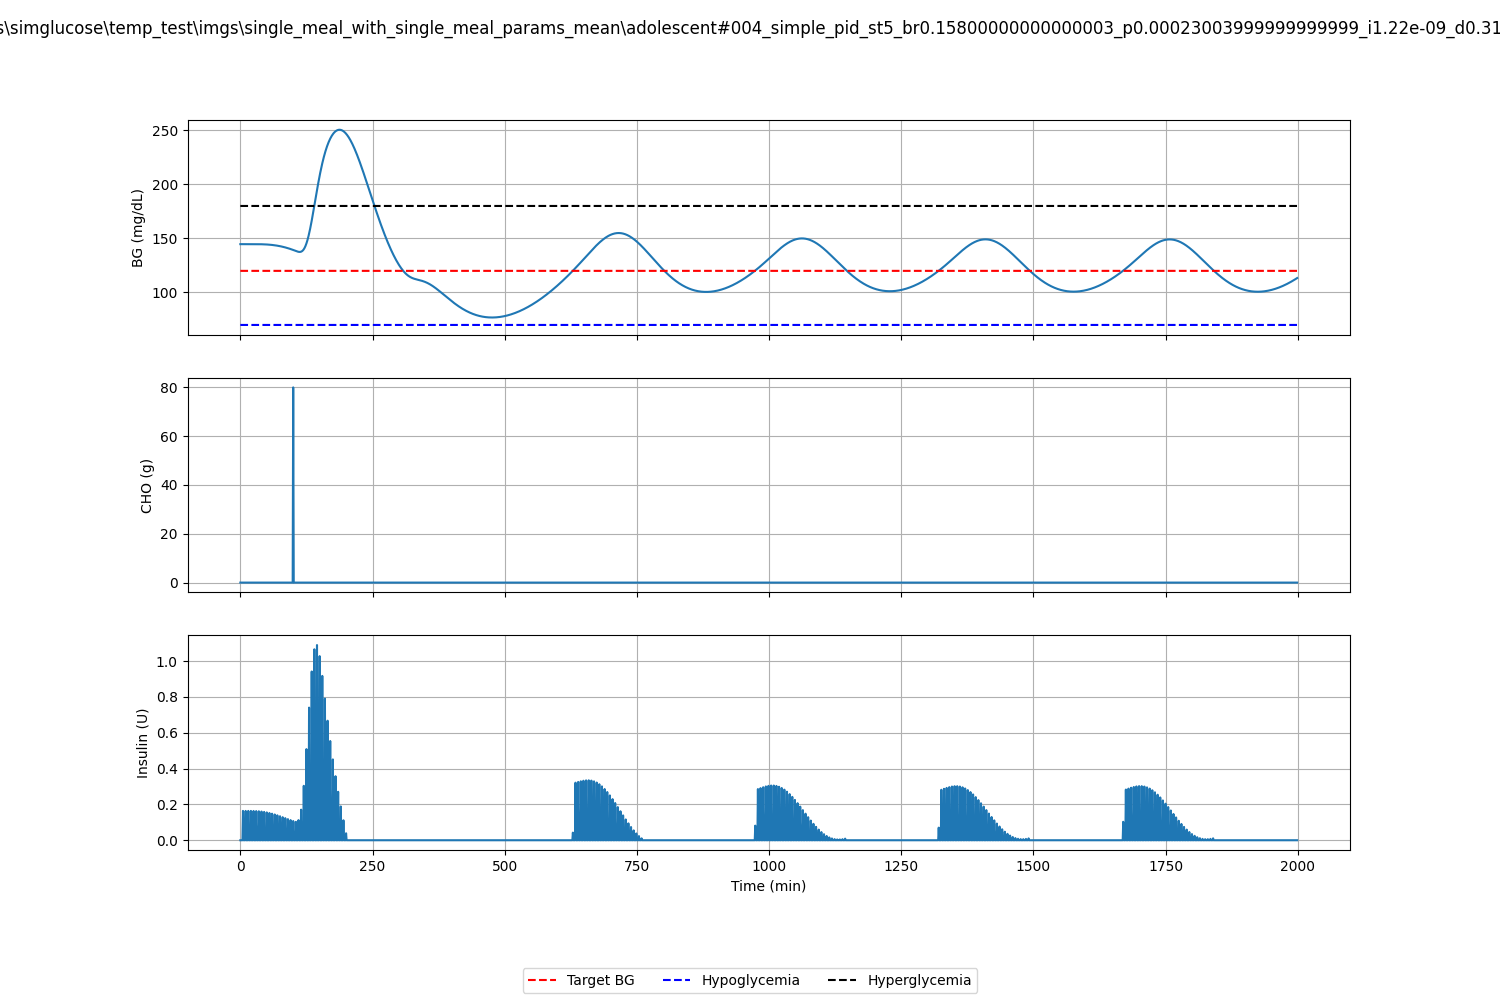 s\simglucose\temp_test\imgs\single_meal_with_single_meal_params_mean\adolescent#004_simple_pid_st5_br0.15800000000000003_p0.00023003999999999999_i1.22e-09_d0.31
250
200
150
100
BG (mg/dL)
80
60
40
20
0
CHO (g)
1.0
0.8
0.6
0.4
0.2
0.0
Insulin (U)
0 250 500 750 1000 1250 1500 1750 2000
Time (min)
Target BG Hypoglycemia Hyperglycemia